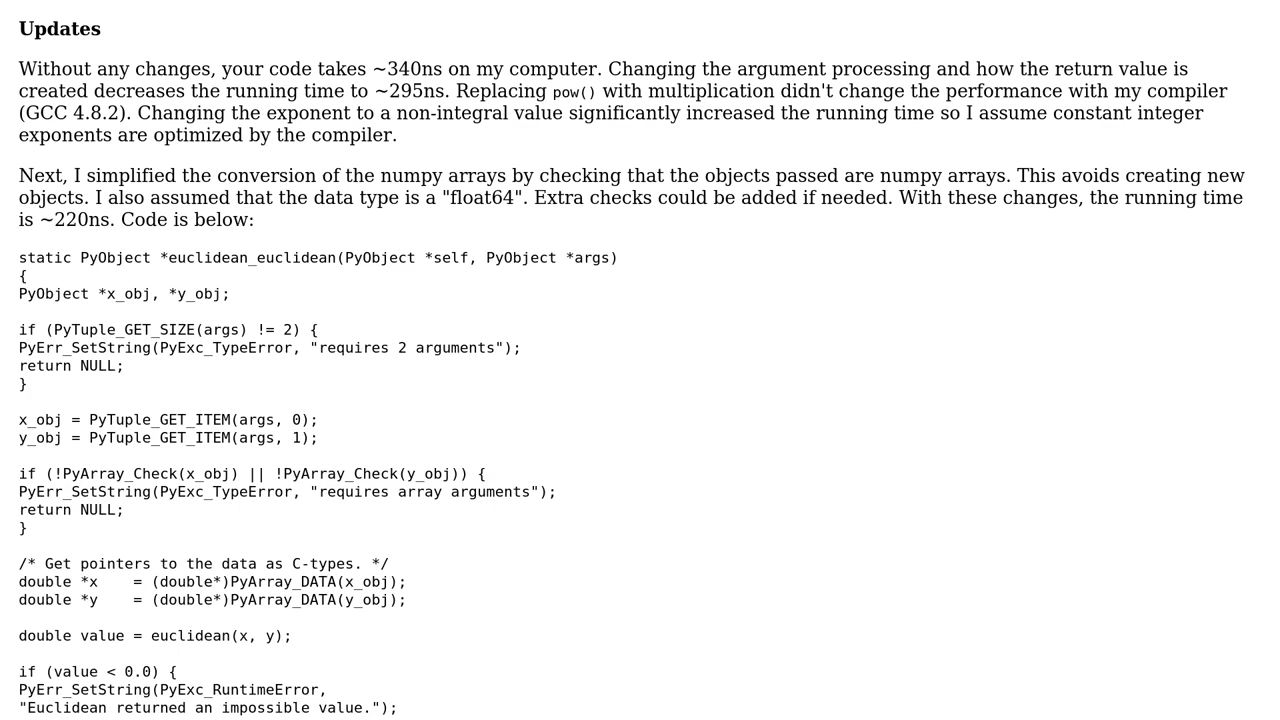 Updates
Without any changes, your code takes ~340ns on my computer. Changing the argument processing and how the return value is
created decreases the running time to ~295ns. Replacing pow() with multiplication didn't change the performance with my compiler
(GCC 4.8.2). Changing the exponent to a non-integral value significantly increased the running time so I assume constant integer
exponents are optimized by the compiler.
Next, I simplified the conversion of the numpy arrays by checking that the objects passed are numpy arrays. This avoids creating new
objects. I also assumed that the data type is a "float64". Extra checks could be added if needed. With these changes, the running time
is ~220ns. Code is below:
static PyObject *euclidean_euclidean(PyObject *self, PyObject *args)
{
PyObject *x_obj, *y_obj;
if (PyTuple_GET_SIZE(args) != 2) {
PyErr_SetString(PyExc_TypeError, "requires 2 arguments");
return NULL;
}
x_obj = PyTuple_GET_ITEM(args, 0);
y_obj = PyTuple_GET_ITEM(args, 1);
if (!PyArray_Check(x_obj) || !PyArray_Check(y_obj)) {
PyErr_SetString(PyExc_TypeError, "requires array arguments");
return NULL;
}
/* Get pointers to the data as C-types. */
double *x    = (double*)PyArray_DATA(x_obj);
double *y    = (double*)PyArray_DATA(y_obj);
double value = euclidean(x, y);
if (value < 0.0) {
PyErr_SetString(PyExc_RuntimeError,
"Euclidean returned an impossible value.");